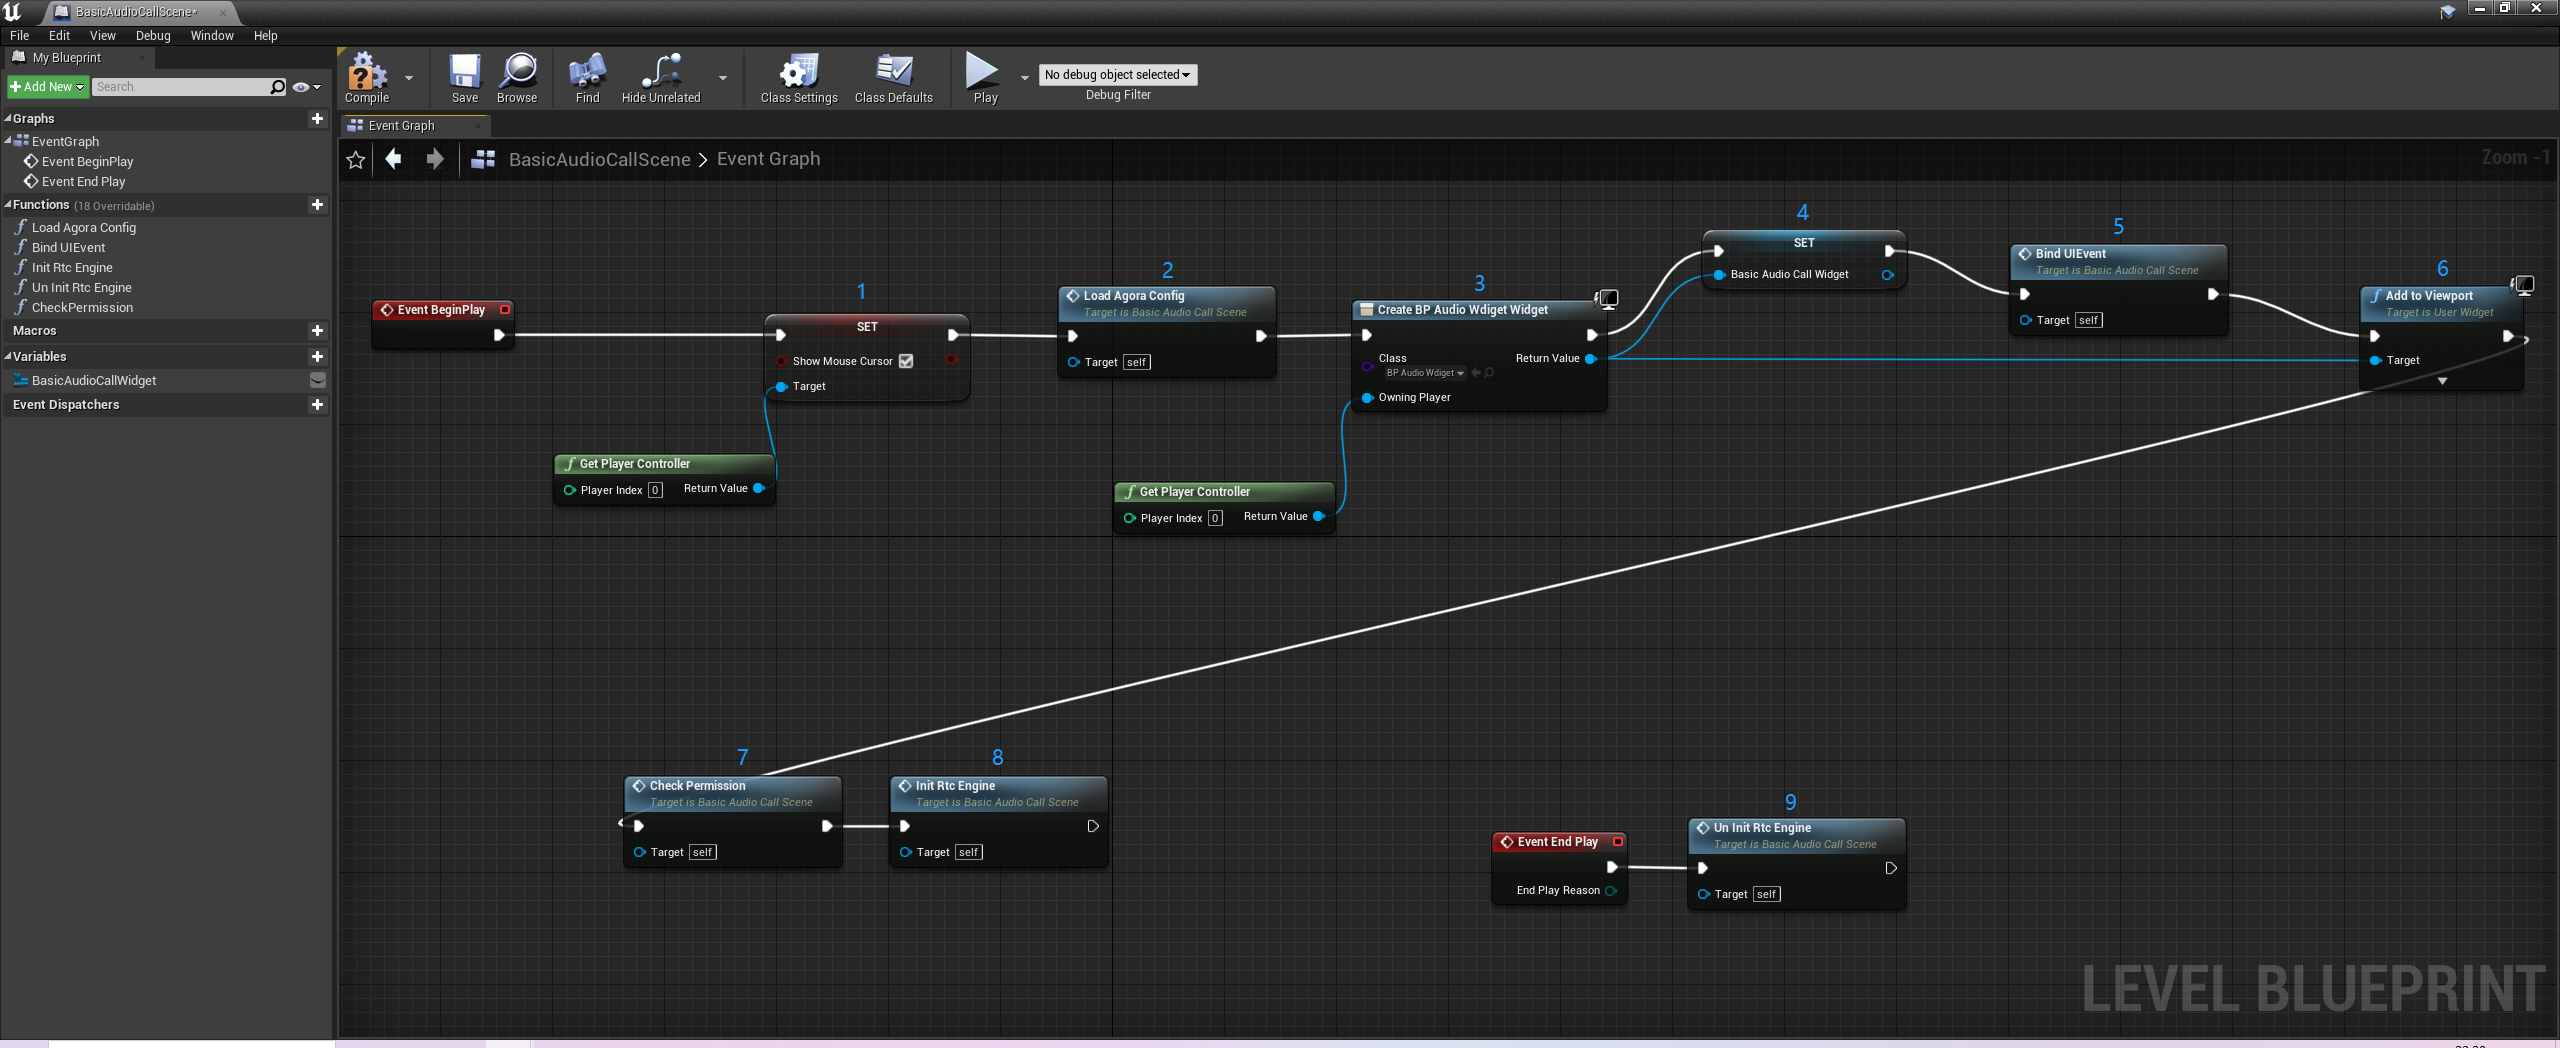 BasicAudioCallScene*
File Edit View Debug Window Help
My Blueprint
Add New
Search
Compile
Save
Browse
Find
Hide Unrelated
Class Settings
Class Defaults
Play
No debug object selected
Debug Filter
Graphs
EventGraph
Event BeginPlay
Event End Play
Functions (18 Overridable)
Load Agora Config
Bind UIEvent
Init Rtc Engine
Un Init Rtc Engine
CheckPermission
Macros
Variables
BasicAudioCallWidget
Event Dispatchers
Event Graph
BasicAudioCallScene > Event Graph
Zoom -1
Event BeginPlay
1
SET
Show Mouse Cursor
Target
Get Player Controller
Player Index 0 Return Value
2
Load Agora Config
Target is Basic Audio Call Scene
Target self
Get Player Controller
Player Index 0 Return Value
3
Create BP Audio Wdiget Widget
Class Return Value
BP Audio Wdiget
Owning Player
4
SET
Basic Audio Call Widget
5
Bind UIEvent
Target is Basic Audio Call Scene
Target self
6
Add to Viewport
Target is User Widget
Target
7
Check Permission
Target is Basic Audio Call Scene
Target self
8
Init Rtc Engine
Target is Basic Audio Call Scene
Target self
Event End Play
End Play Reason
9
Un Init Rtc Engine
Target is Basic Audio Call Scene
Target self
LEVEL BLUEPRINT